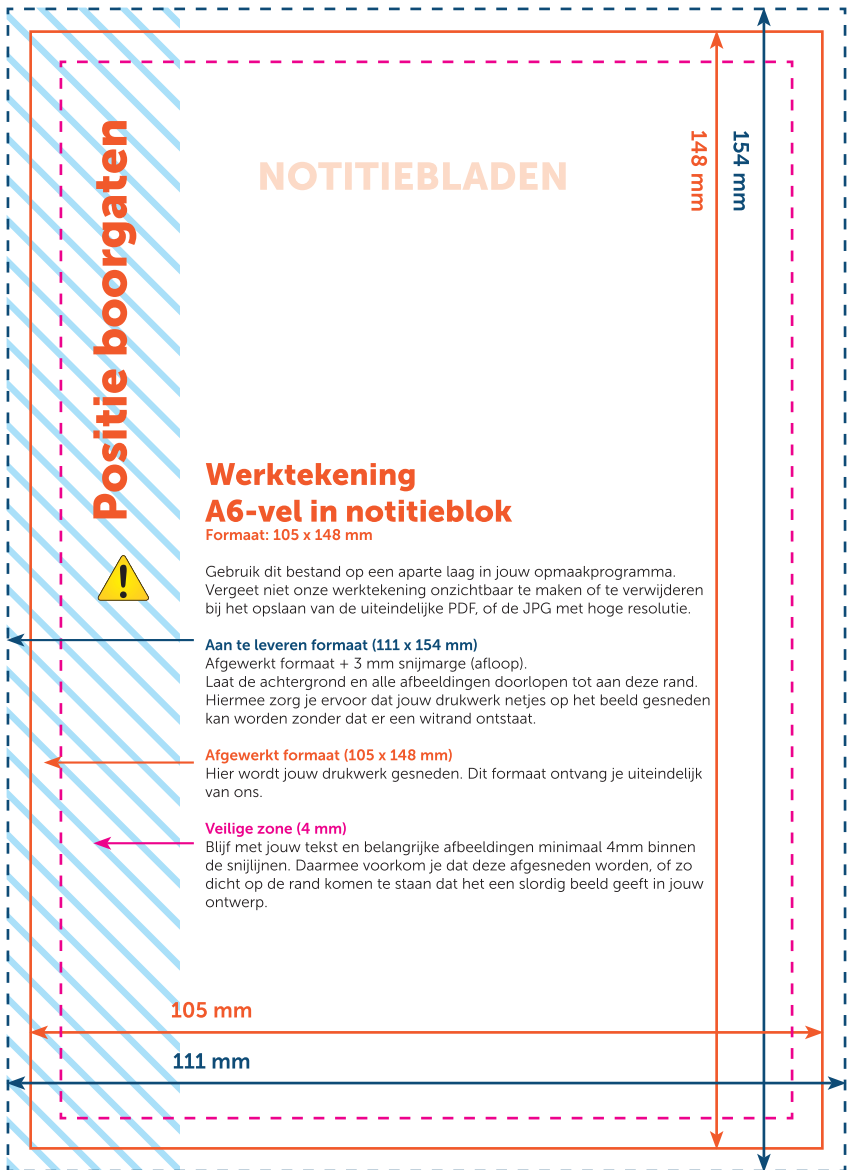 NOTITIEBLADEN
148 mm
154 mm
Positie boorgaten
Werktekening
A6-vel in notitieblok
Formaat: 105 x 148 mm
Gebruik dit bestand op een aparte laag in jouw opmaakprogramma.
Vergeet niet onze werktekening onzichtbaar te maken of te verwijderen
bij het opslaan van de uiteindelijke PDF, of de JPG met hoge resolutie.
Aan te leveren formaat (111 x 154 mm)
Afgewerkt formaat + 3 mm snijmarge (afloop).
Laat de achtergrond en alle afbeeldingen doorlopen tot aan deze rand.
Hiermee zorg je ervoor dat jouw drukwerk netjes op het beeld gesneden
kan worden zonder dat er een witrand ontstaat.
Afgewerkt formaat (105 x 148 mm)
Hier wordt jouw drukwerk gesneden. Dit formaat ontvang je uiteindelijk
van ons.
Veilige zone (4 mm)
Blijf met jouw tekst en belangrijke afbeeldingen minimaal 4mm binnen
de snijlijnen. Daarmee voorkom je dat deze afgesneden worden, of zo
dicht op de rand komen te staan dat het een slordig beeld geeft in jouw
ontwerp.
105 mm
111 mm